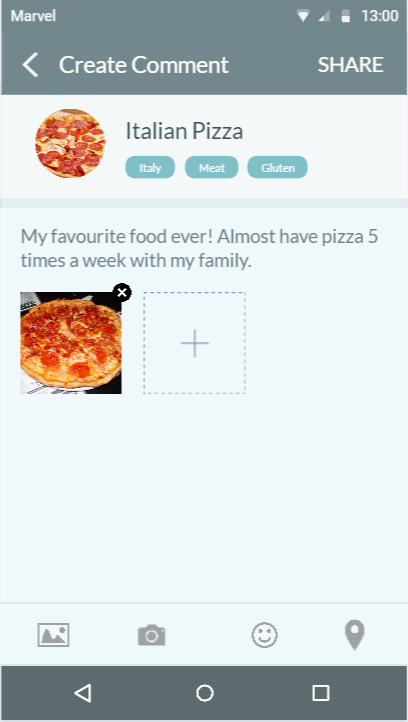 Marvel 13:00
Create Comment SHARE
Italian Pizza
Italy Meat Gluten
My favourite food ever! Almost have pizza 5
times a week with my family.